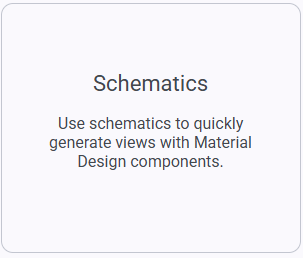 Schematics
Use schematics to quickly
generate views with Material
Design components.